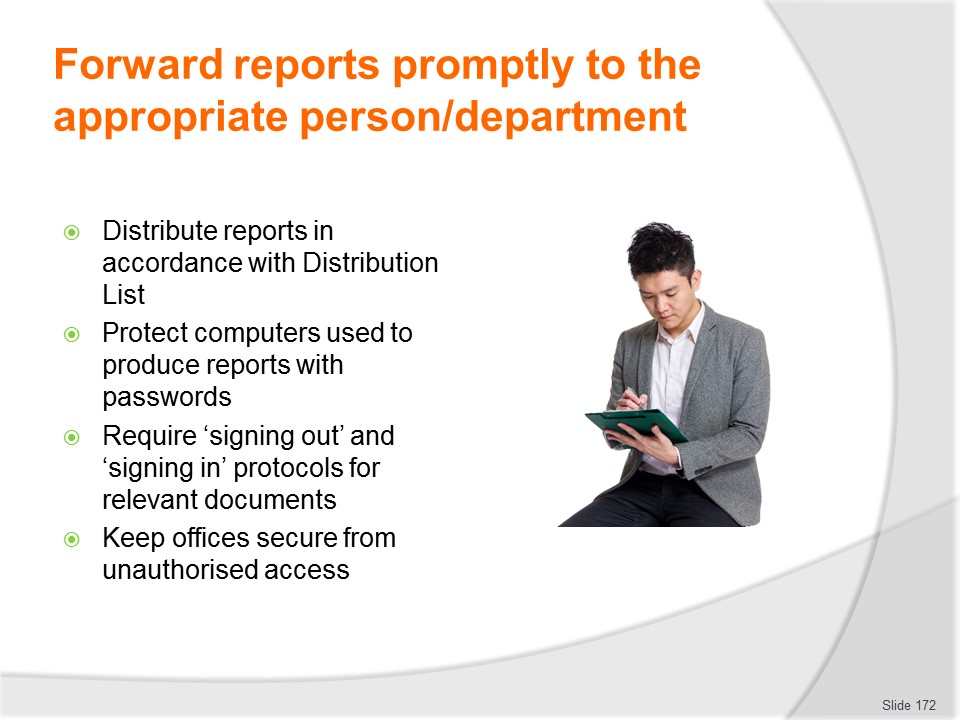 Forward reports promptly to the
appropriate person/department
Distribute reports in
accordance with Distribution
List
Protect computers used to
produce reports with
passwords
Require ‘signing out’ and
‘signing in’ protocols for
relevant documents
Keep offices secure from
unauthorised access
Slide 172